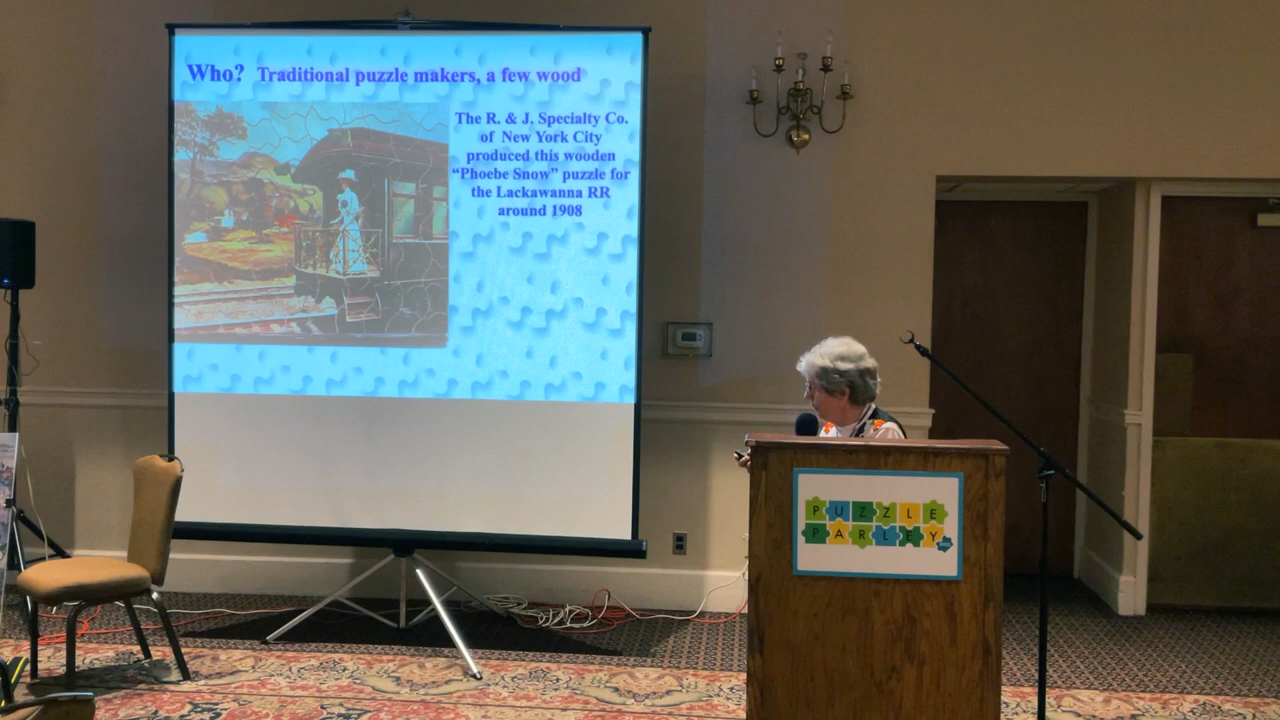 Who? Traditional puzzle makers, a few wood
The R. & J. Specialty Co.
of New York City
produced this wooden
“Phoebe Snow” puzzle for
the Lackawanna RR
around 1908
PUZZLE
PARLEY